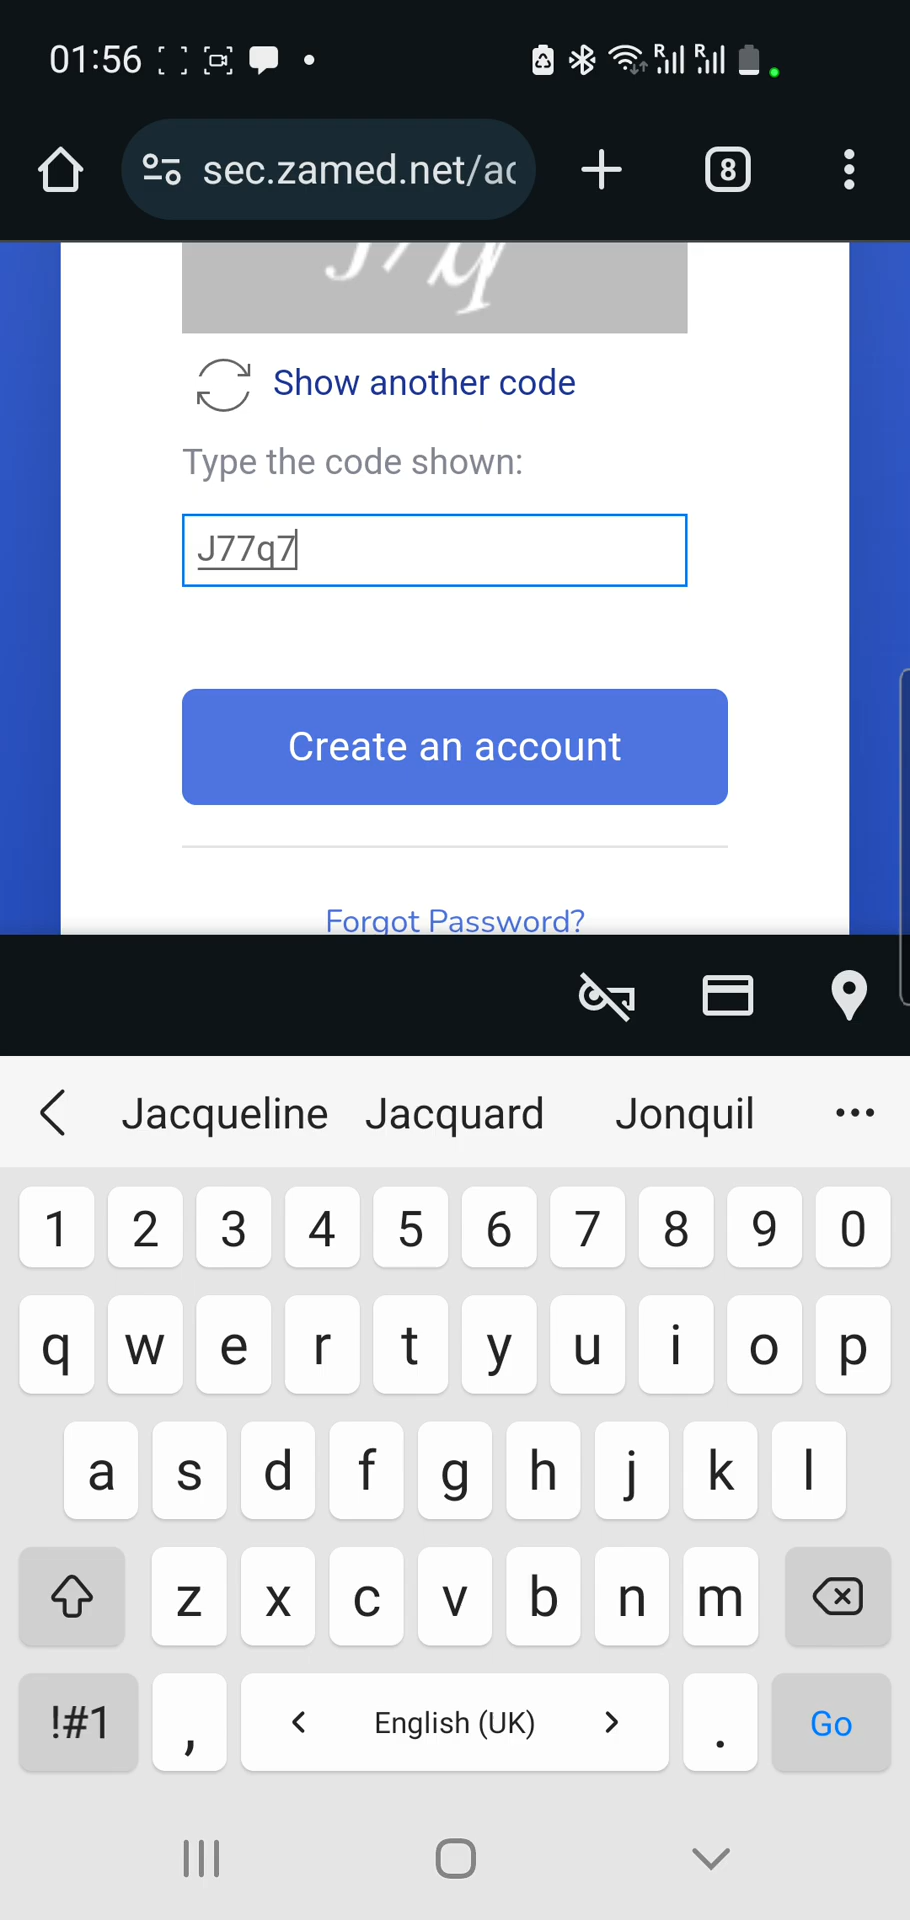 01:56
sec.zamed.net/ac
8
Show another code
Type the code shown:
J77q7
Create an account
Forgot Password?
Jacqueline Jacquard Jonquil
1 2 3 4 5 6 7 8 9 0
q w e r t y u i o p
a s d f g h j k l
z x c v b n m
!#1 , < English (UK) > . Go